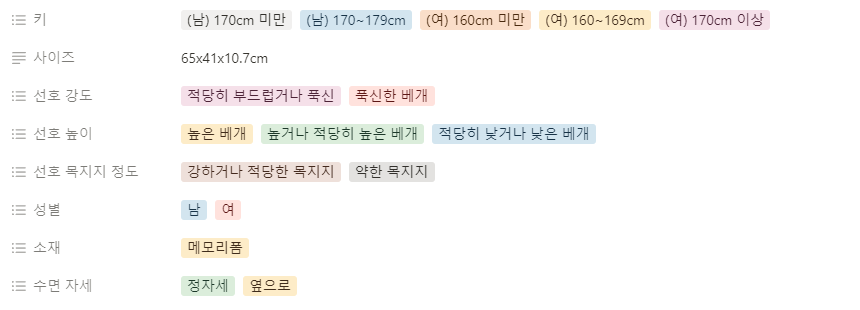 키 (남) 170cm 미만 (남) 170~179cm (여) 160cm 미만 (여) 160~169cm (여) 170cm 이상
사이즈 65x41x10.7cm
선호 강도 적당히 부드럽거나 푹신 푹신한 베개
선호 높이 높은 베개 높거나 적당히 높은 베개 적당히 낮거나 낮은 베개
선호 목지지 정도 강하거나 적당한 목지지 약한 목지지
성별 남 여
소재 메모리폼
수면 자세 정자세 옆으로